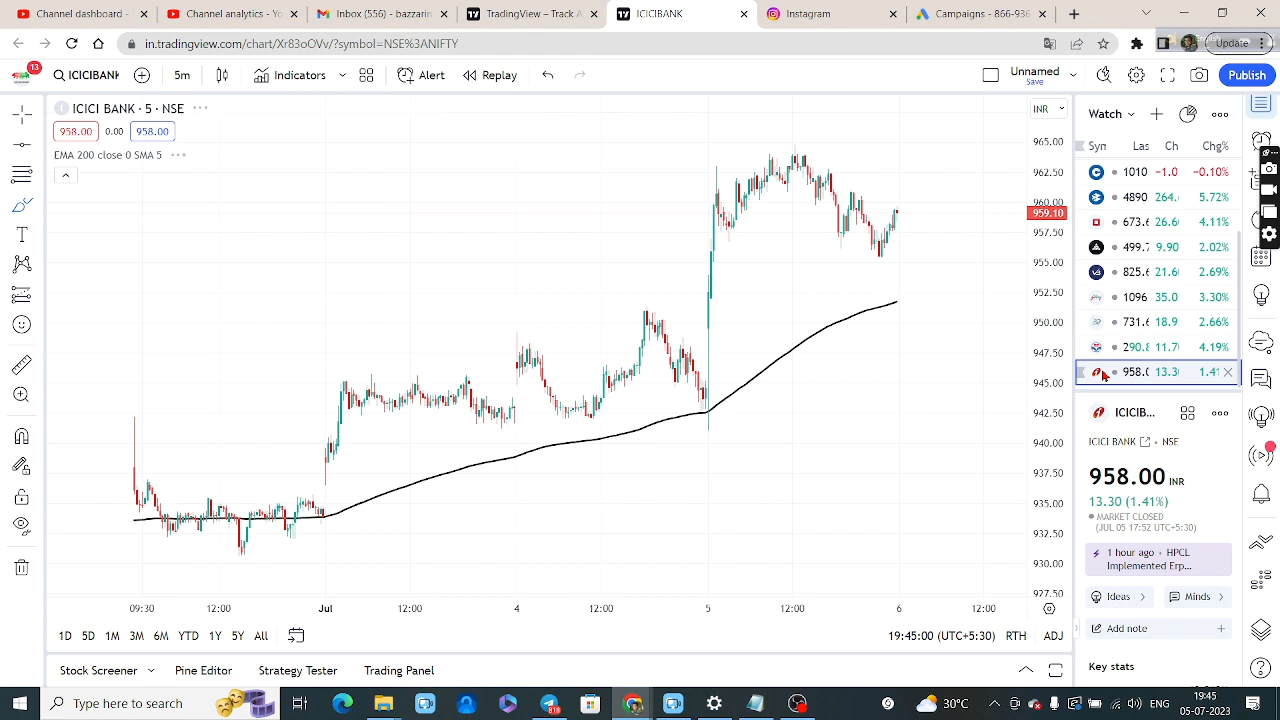 Channel dashboard -
Channel analytics - Yo
M (556) - bazzarin
TradingView — Track A
ICICIBANK
Instagram
Campaigns - 866-936
in.tradingview.com/chart/Xr83oOVv/?symbol=NSE%3ANIFTY
Update
13
ICICIBANK
5m
Indicators
Alert
Replay
Unnamed
Save
Publish
ICICI BANK · 5 · NSE
958.00 0.00 958.00
EMA 200 close 0 SMA 5
INR
965.00
962.50
960.00
959.10
957.50
955.00
952.50
950.00
947.50
945.00
942.50
940.00
937.50
935.00
932.50
930.00
927.50
09:30 12:00 Jul 12:00 4 12:00 5 12:00 6 12:00
1D 5D 1M 3M 6M YTD 1Y 5Y All
19:45:00 (UTC+5:30) RTH ADJ
Stock Screener
Pine Editor
Strategy Tester
Trading Panel
Watch
Syn Las Ch Chg%
1010 -1.0 -0.10%
4890 264. 5.72%
673.6 26.60 4.11%
499.7 9.90 2.02%
825.6 21.60 2.69%
1096 35.0 3.30%
731.6 18.9 2.66%
290.8 11.70 4.19%
958.0 13.30 1.41
ICICIB...
ICICI BANK · NSE
958.00 INR
13.30 (1.41%)
MARKET CLOSED
(JUL 05 17:52 UTC+5:30)
1 hour ago · HPCL
Implemented Erp...
Ideas
Minds
Add note
Key stats
Type here to search
818
30°C
19:45
05-07-2023